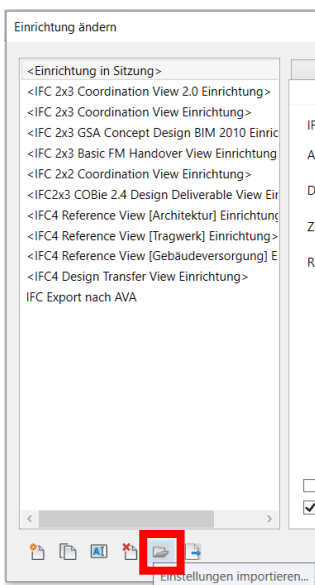 Einrichtung ändern
<Einrichtung in Sitzung>
<IFC 2x3 Coordination View 2.0 Einrichtung>
<IFC 2x3 Coordination View Einrichtung>
<IFC 2x3 GSA Concept Design BIM 2010 Einric
<IFC 2x3 Basic FM Handover View Einrichtung
<IFC 2x2 Coordination View Einrichtung>
<IFC2x3 COBie 2.4 Design Deliverable View Ein
<IFC4 Reference View [Architektur] Einrichtung
<IFC4 Reference View [Tragwerk] Einrichtung>
<IFC4 Reference View [Gebäudeversorgung] E
<IFC4 Design Transfer View Einrichtung>
IFC Export nach AVA
Einstellungen importieren...